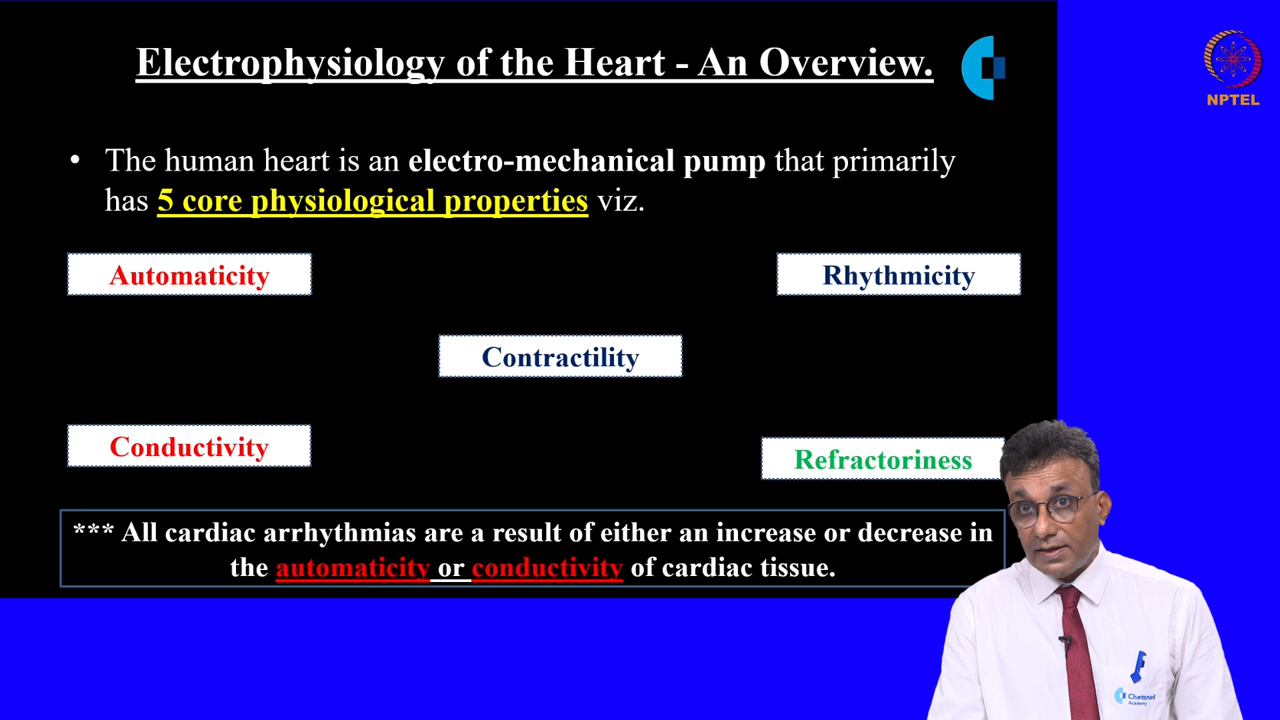 Electrophysiology of the Heart - An Overview.
NPTEL
• The human heart is an electro-mechanical pump that primarily
has 5 core physiological properties viz.
Automaticity
Rhythmicity
Contractility
Conductivity
Refractoriness
*** All cardiac arrhythmias are a result of either an increase or decrease in
the automaticity or conductivity of cardiac tissue.
Chettinad
Academy